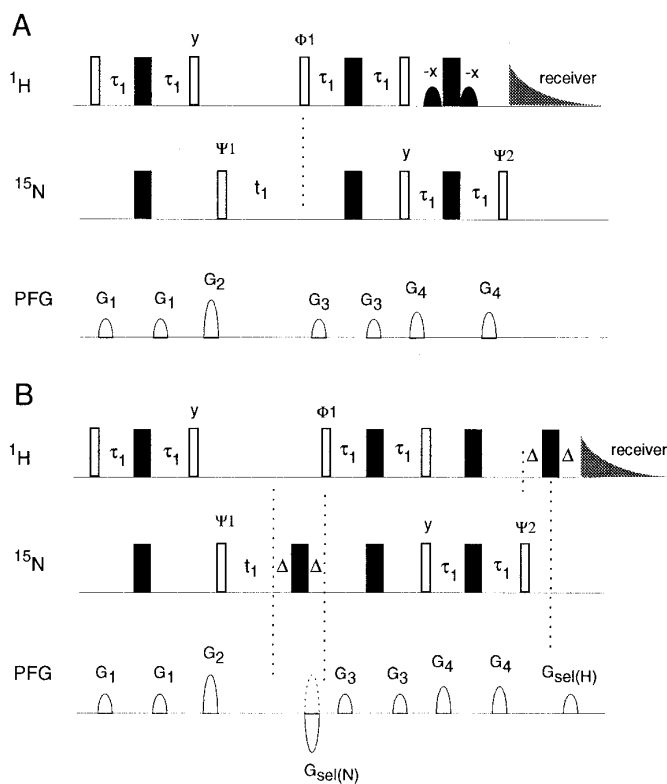 A
y Φ1
¹H τ₁ τ₁ τ₁ τ₁ -x -x receiver
Ψ1 y Ψ2
¹⁵N t₁ τ₁ τ₁
PFG G₁ G₁ G₂ G₃ G₃ G₄ G₄
B
y Φ1
¹H τ₁ τ₁ τ₁ τ₁ Δ Δ receiver
Ψ1 y Ψ2
¹⁵N t₁ Δ Δ τ₁ τ₁
PFG G₁ G₁ G₂ G₃ G₃ G₄ G₄ Gsel(H)
Gsel(N)